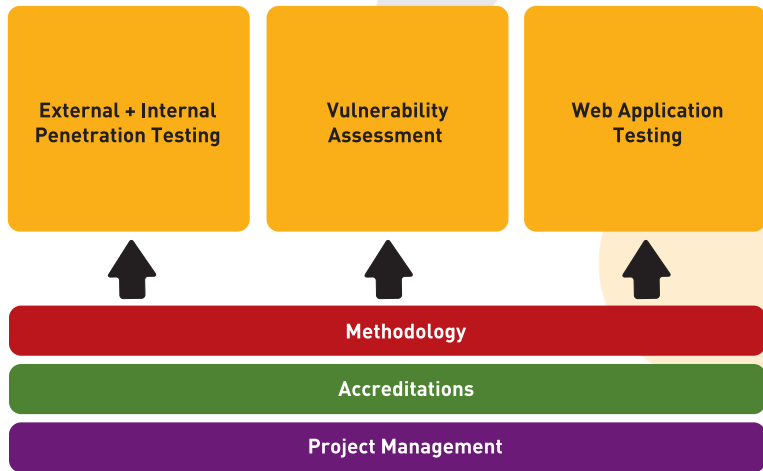 External + Internal
Penetration Testing
Vulnerability
Assessment
Web Application
Testing
Methodology
Accreditations
Project Management